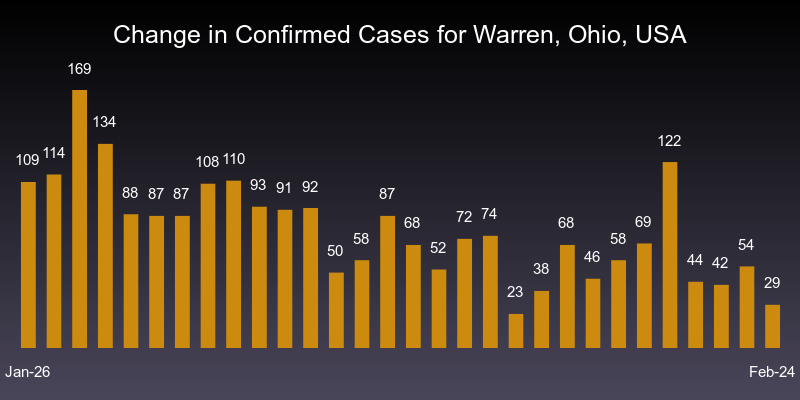 Change in Confirmed Cases for Warren, Ohio, USA
109 114 169 134 88 87 87 108 110 93 91 92 50 58 87 68 52 72 74 23 38 68 46 58 69 122 44 42 54 29
Jan-26 Feb-24